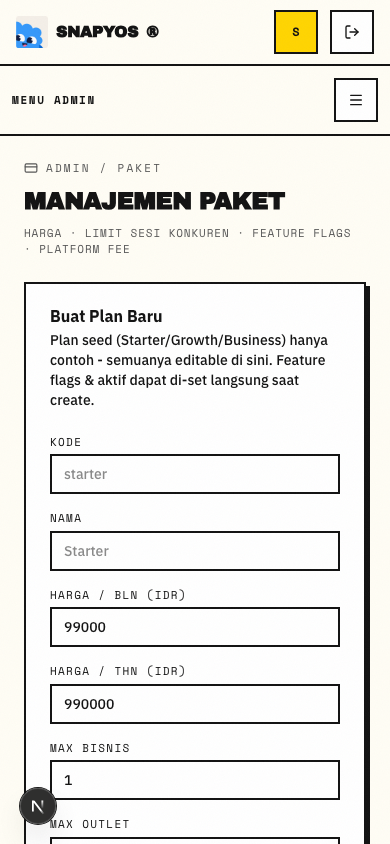 SNAPYOS ®
S
MENU ADMIN
ADMIN / PAKET
MANAJEMEN PAKET
HARGA · LIMIT SESI KONKUREN · FEATURE FLAGS
· PLATFORM FEE
Buat Plan Baru
Plan seed (Starter/Growth/Business) hanya
contoh - semuanya editable di sini. Feature
flags & aktif dapat di-set langsung saat
create.
KODE
starter
NAMA
Starter
HARGA / BLN (IDR)
99000
HARGA / THN (IDR)
990000
MAX BISNIS
1
N
MAX OUTLET